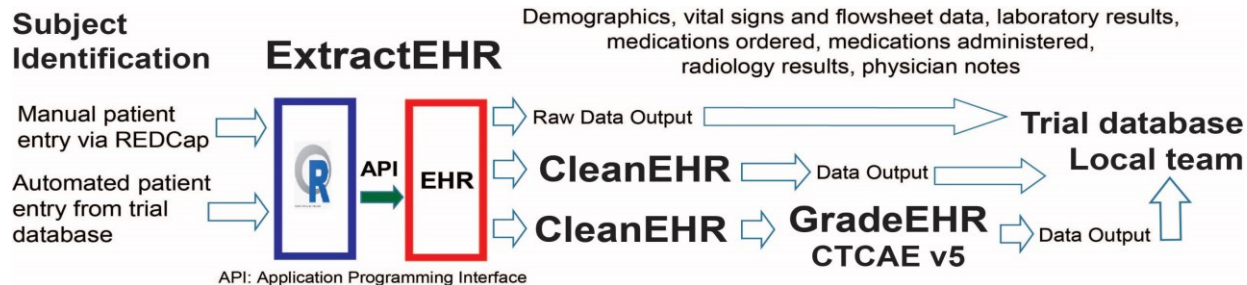 Subject
Identification
Manual patient
entry via REDCap
Automated patient
entry from trial
database
ExtractEHR
R
API
EHR
API: Application Programming Interface
Demographics, vital signs and flowsheet data, laboratory results,
medications ordered, medications administered,
radiology results, physician notes
Raw Data Output
CleanEHR
Data Output
CleanEHR
GradeEHR
CTCAE v5
Data Output
Trial database
Local team